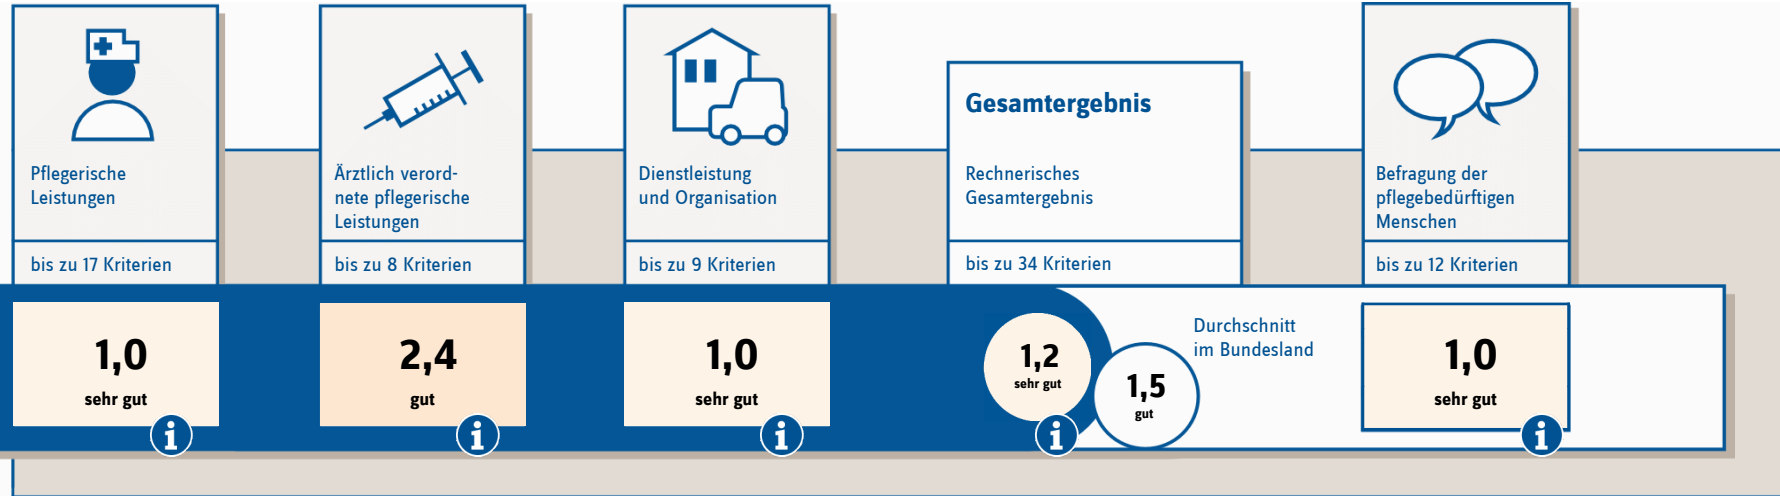 Pflegerische
Leistungen
bis zu 17 Kriterien
1,0
sehr gut
i
Ärztlich verord-
nete pflegerische
Leistungen
bis zu 8 Kriterien
2,4
gut
i
Dienstleistung
und Organisation
bis zu 9 Kriterien
1,0
sehr gut
i
Gesamtergebnis
Rechnerisches
Gesamtergebnis
bis zu 34 Kriterien
1,2
sehr gut
i
1,5
gut
Durchschnitt
im Bundesland
Befragung der
pflegebedürftigen
Menschen
bis zu 12 Kriterien
1,0
sehr gut
i